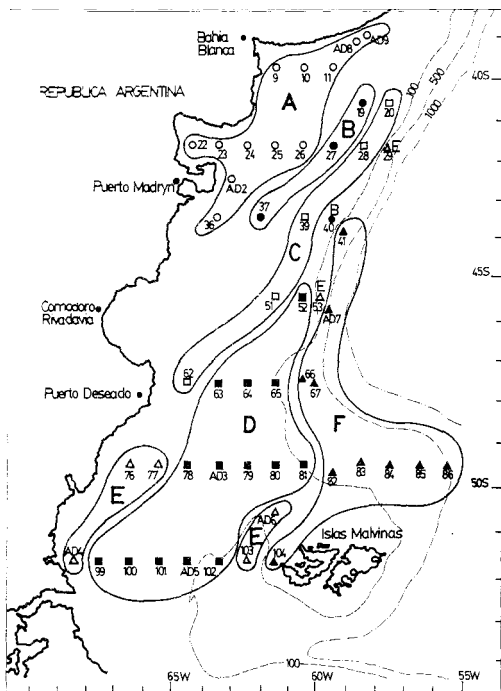 Bahia
Blanca
AD8 AD9
REPUBLICA ARGENTINA
9 10 11
40S
A
100 500 1000
B
19 20
22 23 24 25 26 27 28 29 E
Puerto Madryn
AD2
36 37 39 B
40
41
C
45S
51 52 E
53
AD7
Comodoro
Rivadavia
62 63 64 65 66
67
Puerto Deseado
D F
76 77 78 AD3 79 80 81 82 83 84 85 86
E
50S
AD6
E
Islas Malvinas
AD4
103 104
99 100 101 AD5 102
100
65W 60W 55W